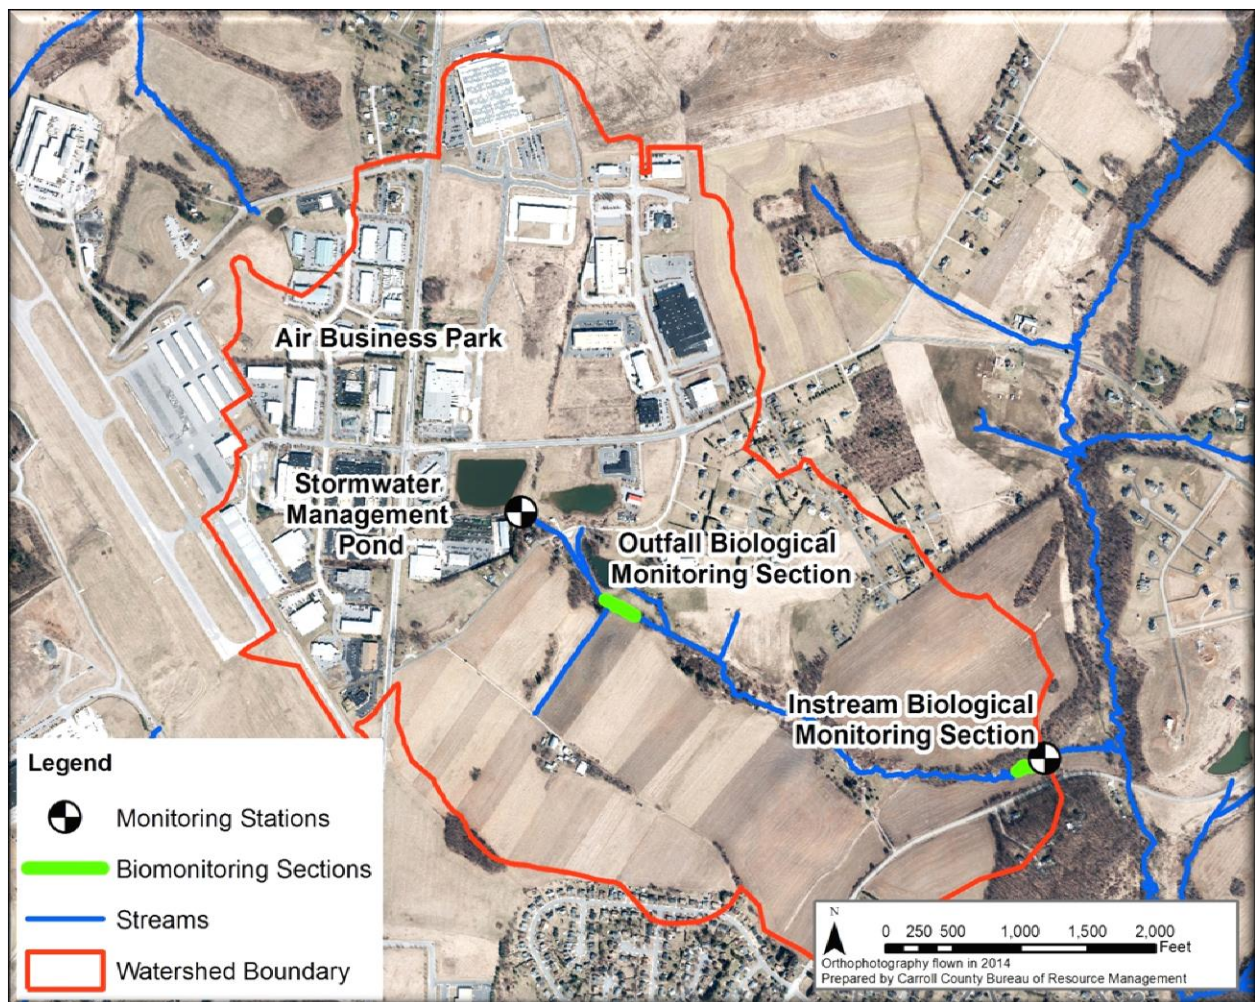 Air Business Park
Stormwater
Management
Pond
Outfall Biological
Monitoring Section
Instream Biological
Monitoring Section
Legend
Monitoring Stations
Biomonitoring Sections
Streams
Watershed Boundary
N
0 250 500 1,000 1,500 2,000
Feet
Orthophotography flown in 2014
Prepared by Carroll County Bureau of Resource Management